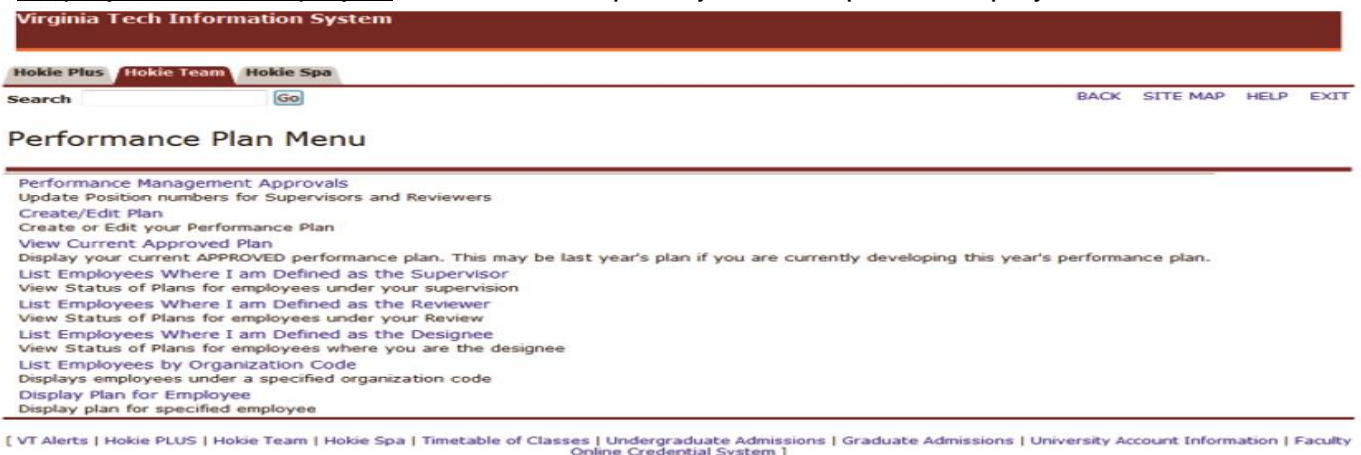 Virginia Tech Information System
Hokie Plus Hokie Team Hokie Spa
Search Go BACK SITE MAP HELP EXIT
Performance Plan Menu
Performance Management Approvals
Update Position numbers for Supervisors and Reviewers
Create/Edit Plan
Create or Edit your Performance Plan
View Current Approved Plan
Display your current APPROVED performance plan. This may be last year's plan if you are currently developing this year's performance plan.
List Employees Where I am Defined as the Supervisor
View Status of Plans for employees under your supervision
List Employees Where I am Defined as the Reviewer
View Status of Plans for employees under your Review
List Employees Where I am Defined as the Designee
View Status of Plans for employees where you are the designee
List Employees by Organization Code
Displays employees under a specified organization code
Display Plan for Employee
Display plan for specified employee
[ VT Alerts | Hokie PLUS | Hokie Team | Hokie Spa | Timetable of Classes | Undergraduate Admissions | Graduate Admissions | University Account Information | Faculty
Online Credential System ]